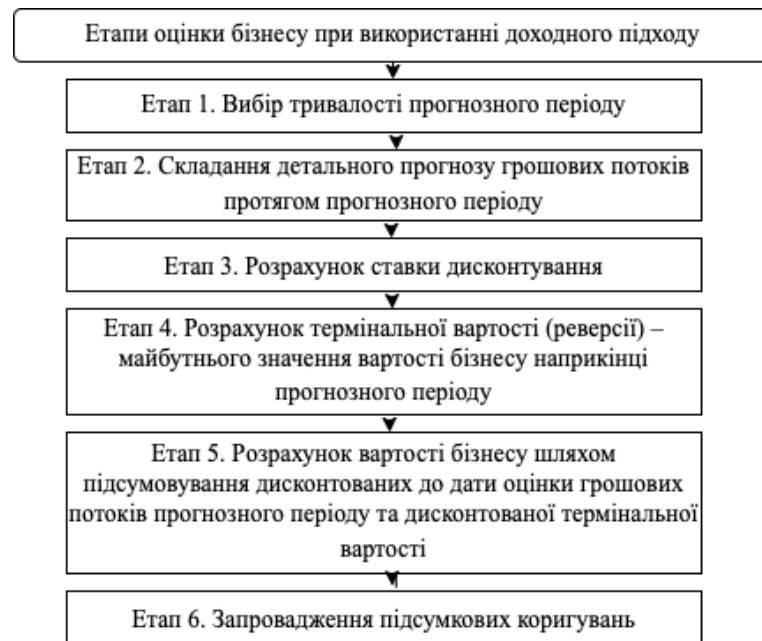 Етапи оцінки бізнесу при використанні доходного підходу
Етап 1. Вибір тривалості прогнозного періоду
Етап 2. Складання детального прогнозу грошових потоків
протягом прогнозного періоду
Етап 3. Розрахунок ставки дисконтування
Етап 4. Розрахунок термінальної вартості (реверсії) –
майбутнього значення вартості бізнесу наприкінці
прогнозного періоду
Етап 5. Розрахунок вартості бізнесу шляхом
підсумовування дисконтованих до дати оцінки грошових
потоків прогнозного періоду та дисконтованої термінальної
вартості
Етап 6. Запровадження підсумкових коригувань